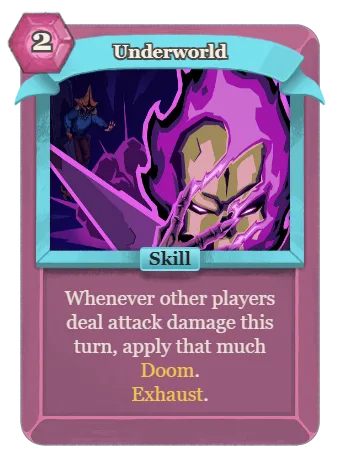 2
Underworld
Skill
Whenever other players
deal attack damage this
turn, apply that much
Doom.
Exhaust.